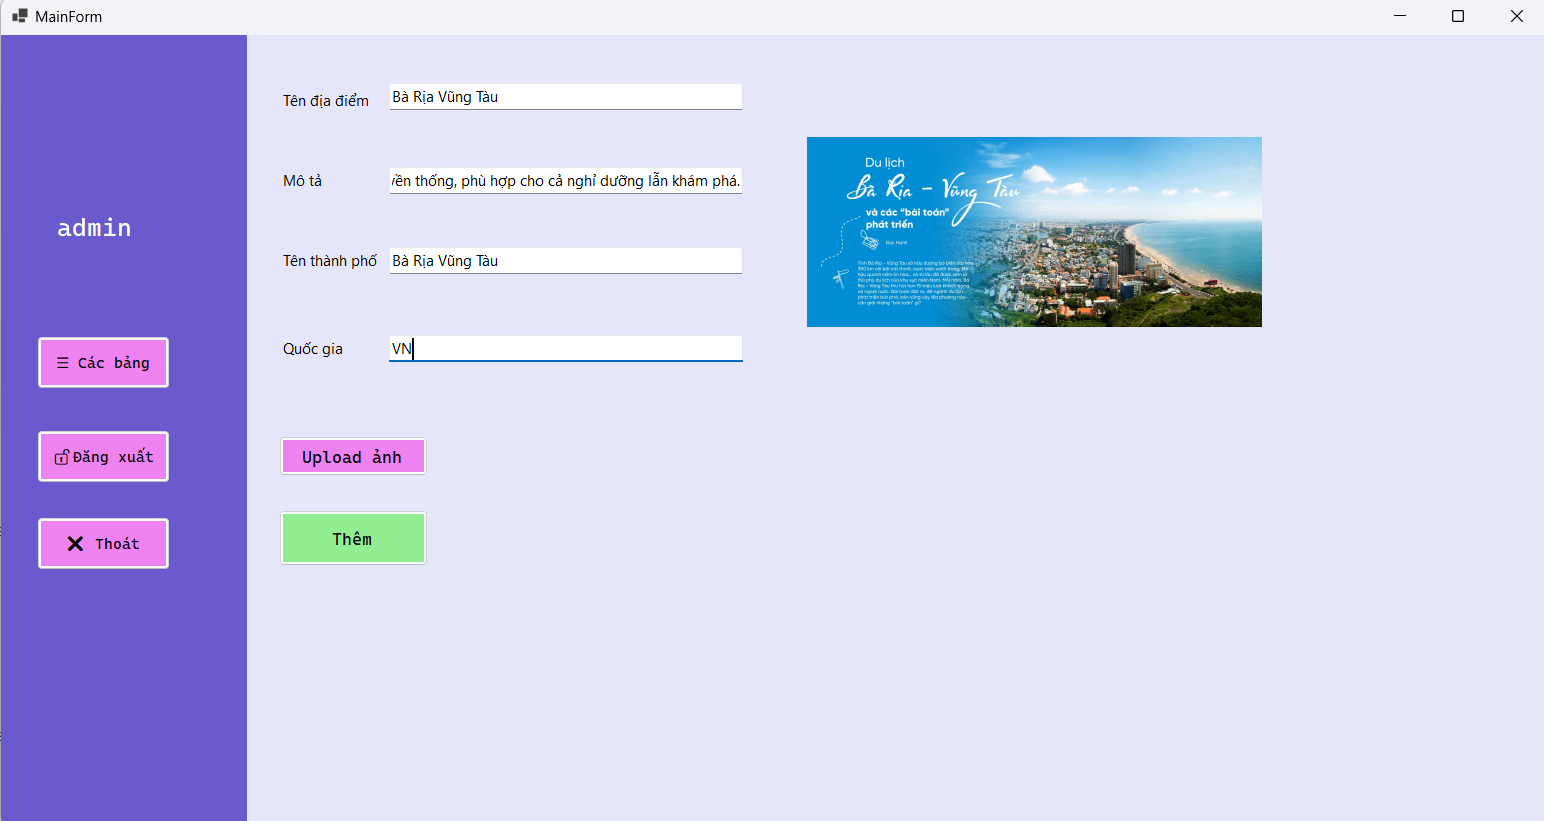 MainForm
admin
☰ Các bảng
Đăng xuất
Thoát
Tên địa điểm
Bà Rịa Vũng Tàu
Mô tả
thống, phù hợp cho cả nghỉ dưỡng lẫn khám phá.
Tên thành phố
Bà Rịa Vũng Tàu
Quốc gia
VN
Upload ảnh
Thêm
Du lịch
Bà Rịa – Vũng Tàu
và các "bài toán"
phát triển
Đào Hạnh